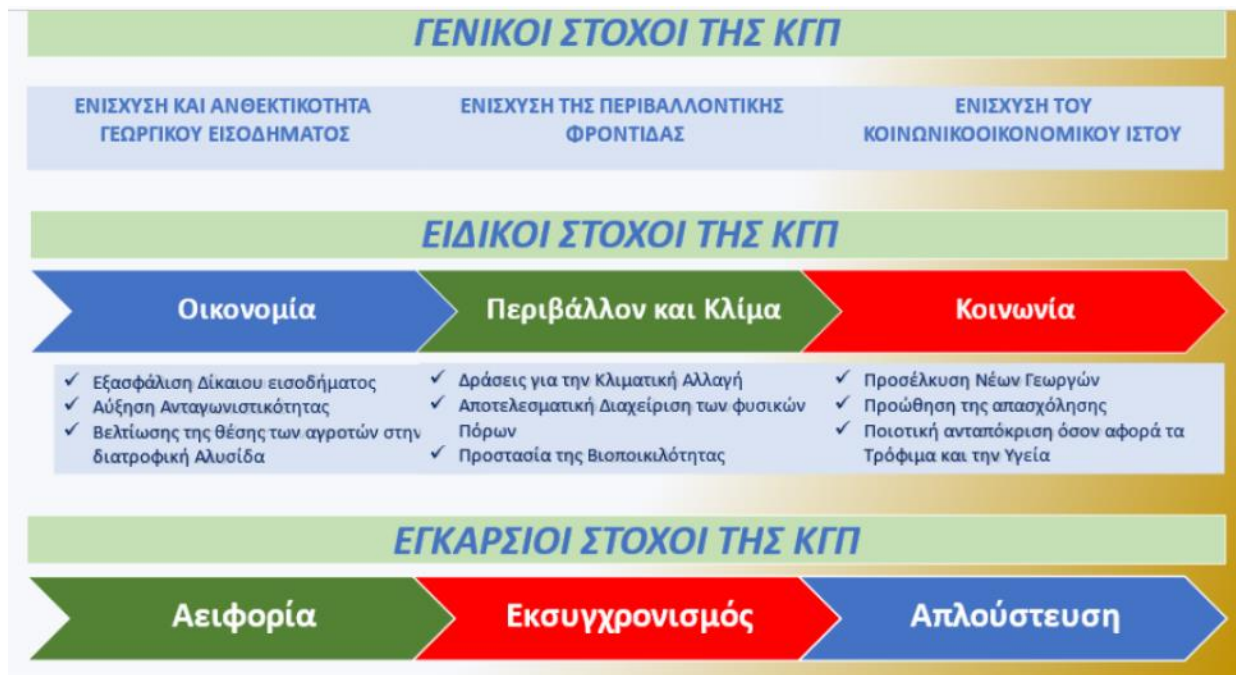 ΓΕΝΙΚΟΙ ΣΤΟΧΟΙ ΤΗΣ ΚΓΠ
ΕΝΙΣΧΥΣΗ ΚΑΙ ΑΝΘΕΚΤΙΚΟΤΗΤΑ
ΓΕΩΡΓΙΚΟΥ ΕΙΣΟΔΗΜΑΤΟΣ
ΕΝΙΣΧΥΣΗ ΤΗΣ ΠΕΡΙΒΑΛΛΟΝΤΙΚΗΣ
ΦΡΟΝΤΙΔΑΣ
ΕΝΙΣΧΥΣΗ ΤΟΥ
ΚΟΙΝΩΝΙΚΟΟΙΚΟΝΟΜΙΚΟΥ ΙΣΤΟΥ
ΕΙΔΙΚΟΙ ΣΤΟΧΟΙ ΤΗΣ ΚΓΠ
Οικονομία
Περιβάλλον και Κλίμα
Κοινωνία
✓ Εξασφάλιση Δίκαιου εισοδήματος
✓ Αύξηση Ανταγωνιστικότητας
✓ Βελτίωσης της θέσης των αγροτών στην
διατροφική Αλυσίδα
✓ Δράσεις για την Κλιματική Αλλαγή
✓ Αποτελεσματική Διαχείριση των φυσικών
Πόρων
✓ Προστασία της Βιοποικιλότητας
✓ Προσέλκυση Νέων Γεωργών
✓ Προώθηση της απασχόλησης
✓ Ποιοτική ανταπόκριση όσον αφορά τα
Τρόφιμα και την Υγεία
ΕΓΚΑΡΣΙΟΙ ΣΤΟΧΟΙ ΤΗΣ ΚΓΠ
Αειφορία
Εκσυγχρονισμός
Απλούστευση